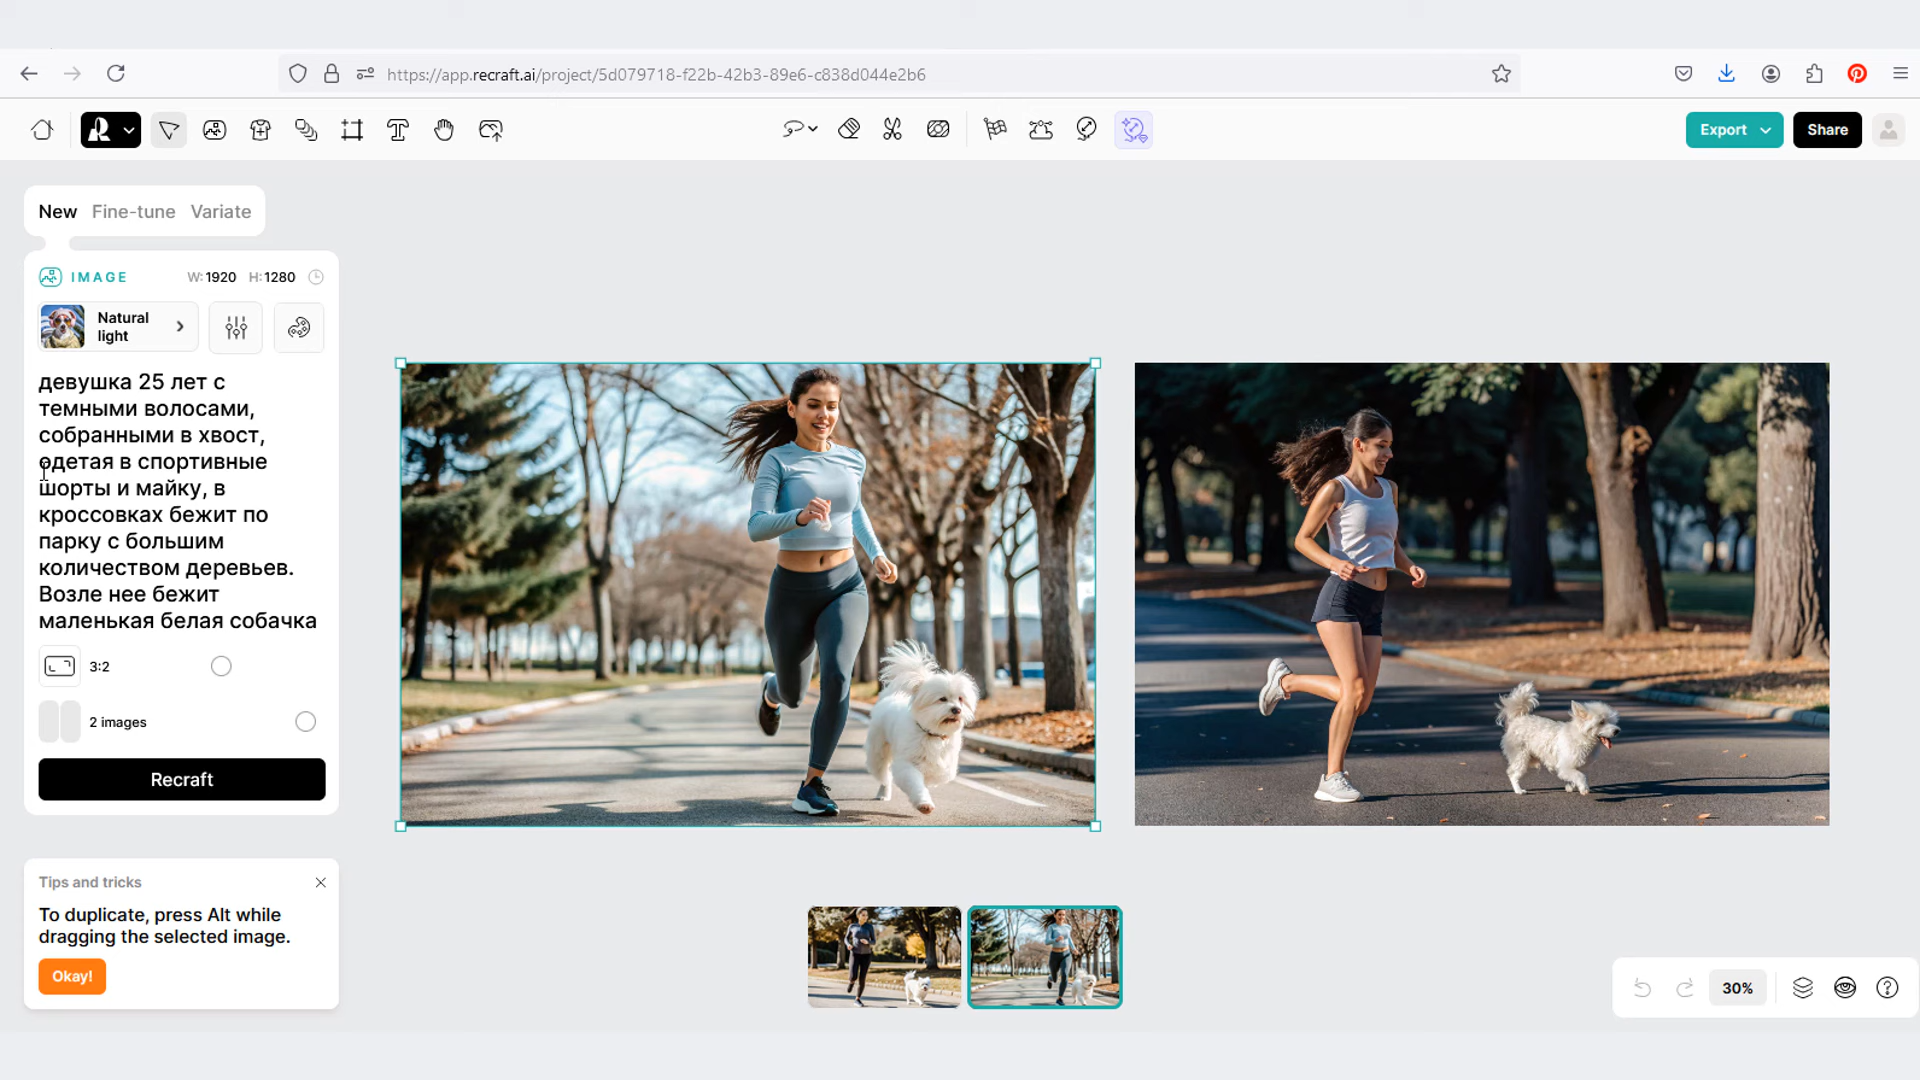 https://app.recraft.ai/project/5d079718-f22b-42b3-89e6-c838d044e2b6
Export
Share
New Fine-tune Variate
IMAGE W: 1920 H: 1280
Natural
light
девушка 25 лет с
темными волосами,
собранными в хвост,
одетая в спортивные
шорты и майку, в
кроссовках бежит по
парку с большим
количеством деревьев.
Возле нее бежит
маленькая белая собачка
3:2
2 images
Recraft
Tips and tricks
To duplicate, press Alt while
dragging the selected image.
Okay!
30%